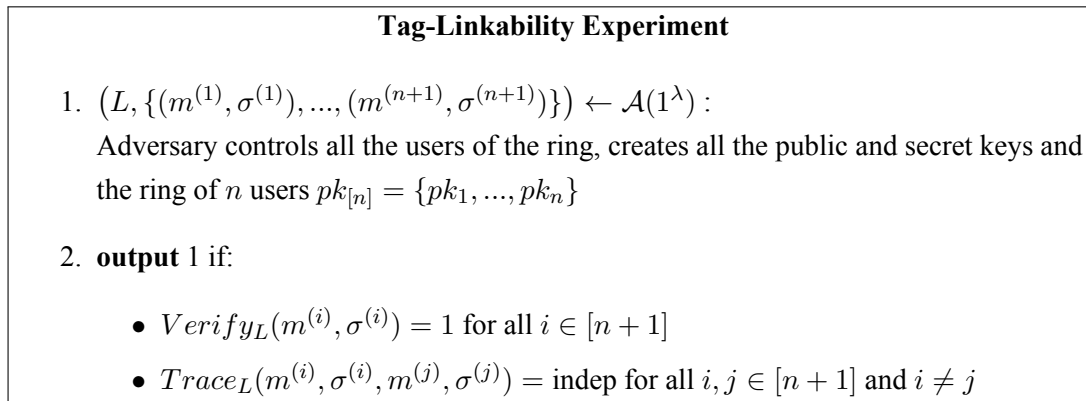 Tag-Linkability Experiment
1. (L, {(m^{(1)}, σ^{(1)}), ..., (m^{(n+1)}, σ^{(n+1)})}) ← 𝒜(1^λ) :
Adversary controls all the users of the ring, creates all the public and secret keys and
the ring of n users pk_{[n]} = {pk_1, ..., pk_n}
2. output 1 if:
• Verify_L(m^{(i)}, σ^{(i)}) = 1 for all i ∈ [n + 1]
• Trace_L(m^{(i)}, σ^{(i)}, m^{(j)}, σ^{(j)}) = indep for all i, j ∈ [n + 1] and i ≠ j